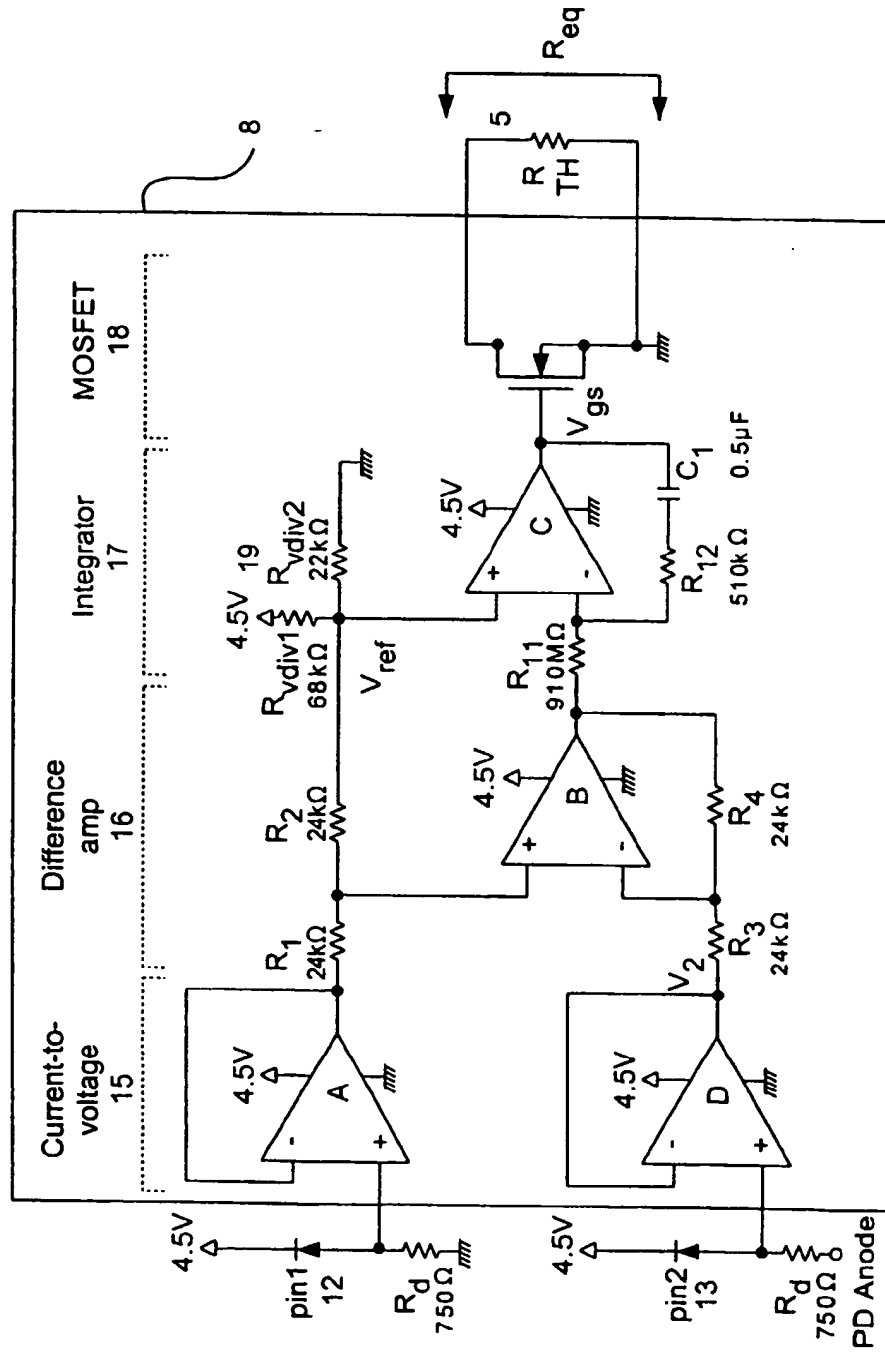 Current-to-
voltage
15
Difference
amp
16
Integrator
17
MOSFET
18
8
4.5V
pin1
12
R_d
750Ω
4.5V
A
-
+
R_1
24kΩ
R_2
24kΩ
4.5V
19
R_vdiv1
68kΩ
R_vdiv2
22kΩ
V_ref
4.5V
pin2
13
R_d
750Ω
PD Anode
4.5V
D
-
+
V_2
R_3
24kΩ
4.5V
B
+
-
R_4
24kΩ
R_11
910MΩ
4.5V
C
+
-
R_12
510kΩ
C_1
0.5µF
V_gs
R
TH
5
R_eq